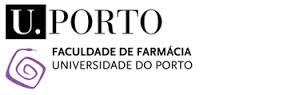 U. PORTO
FACULDADE DE FARMÁCIA
UNIVERSIDADE DO PORTO